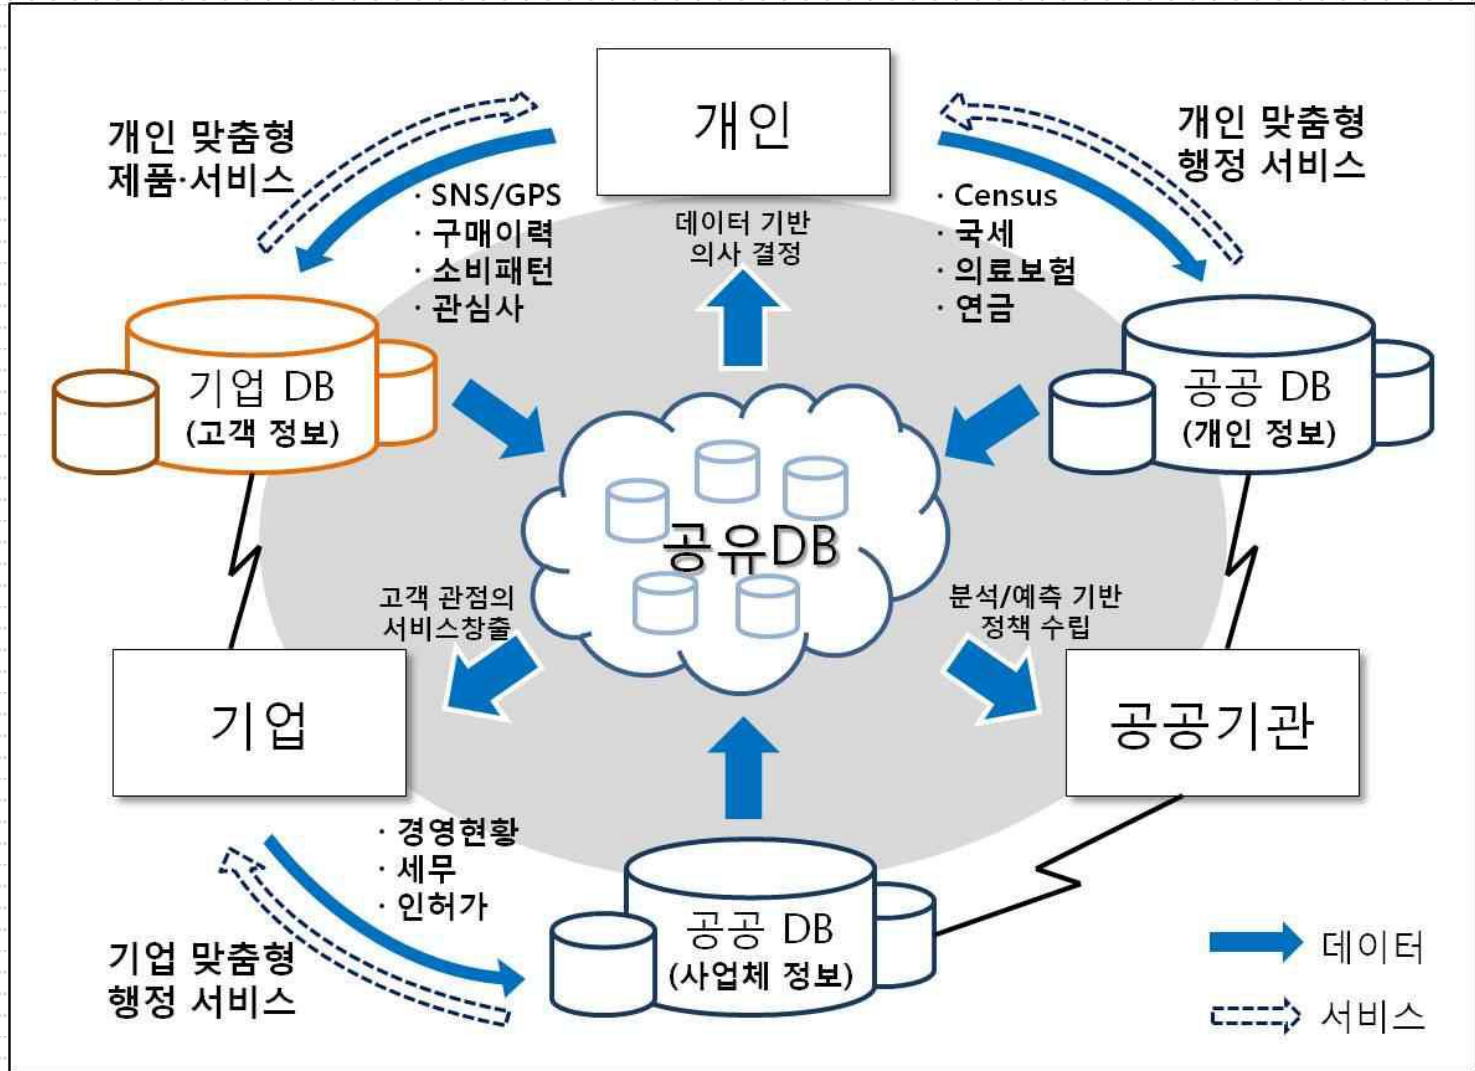 개인
개인 맞춤형
제품·서비스
개인 맞춤형
행정 서비스
· SNS/GPS
· 구매이력
· 소비패턴
· 관심사
데이터 기반
의사 결정
· Census
· 국세
· 의료보험
· 연금
기업 DB
(고객 정보)
공공 DB
(개인 정보)
공유DB
고객 관점의
서비스창출
분석/예측 기반
정책 수립
기업
공공기관
· 경영현황
· 세무
· 인허가
기업 맞춤형
행정 서비스
공공 DB
(사업체 정보)
데이터
서비스